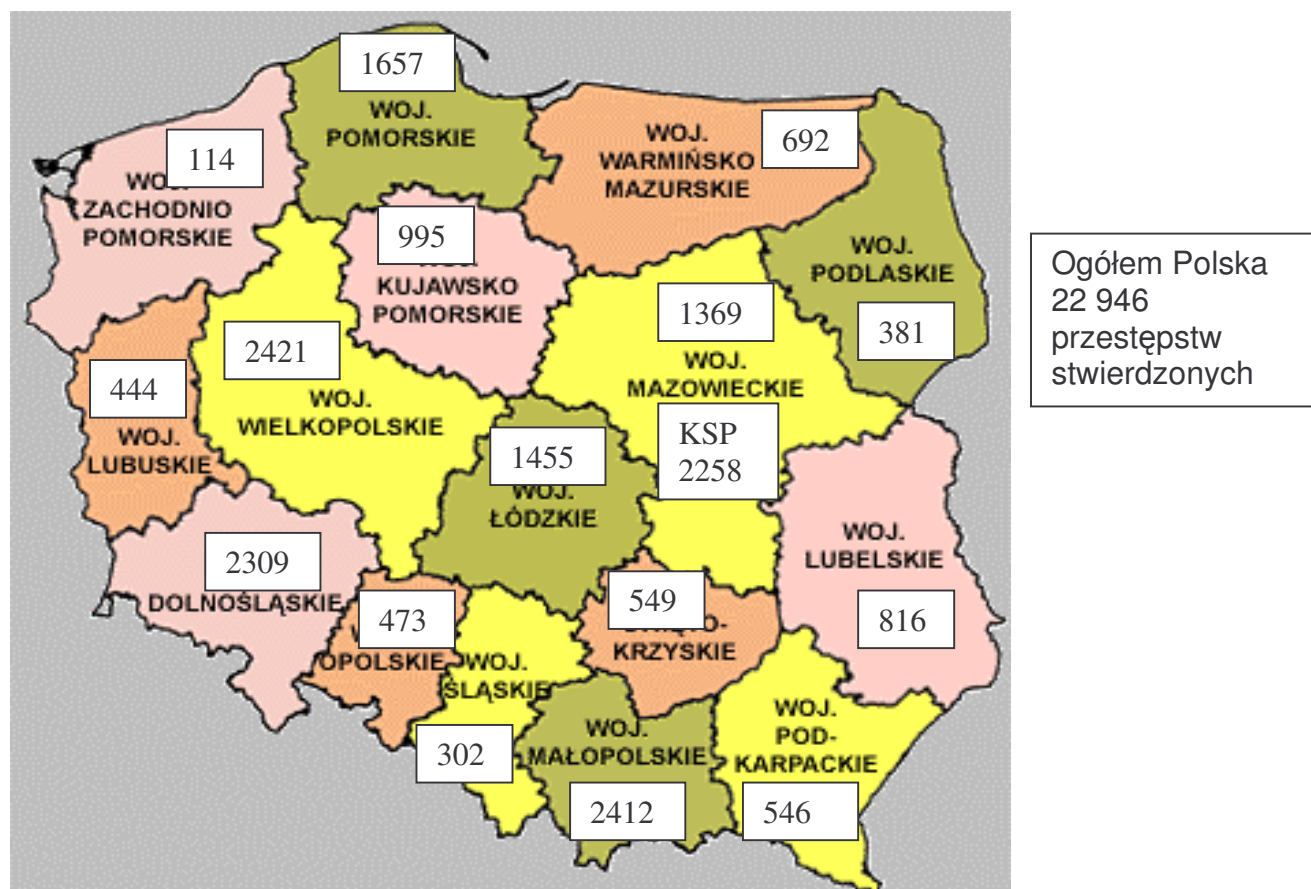 1657
WOJ.
POMORSKIE
114
ZACHODNIO
POMORSKIE
WOJ.
WARMIŃSKO
MAZURSKIE
692
995
KUJAWSKO
POMORSKIE
WOJ.
PODLASKIE
381
Ogółem Polska
22 946
przestępstw
stwierdzonych
1369
WOJ.
MAZOWIECKIE
KSP
2258
2421
WOJ.
WIELKOPOLSKIE
444
WOJ.
LUBUSKIE
1455
WOJ.
ŁÓDZKIE
WOJ.
LUBELSKIE
816
2309
DOLNOŚLĄSKIE
473
OPOLSKIE
549
KRZYSKIE
WOJ.
ŚLĄSKIE
302
WOJ.
MAŁOPOLSKIE
2412
WOJ.
POD-
KARPACKIE
546